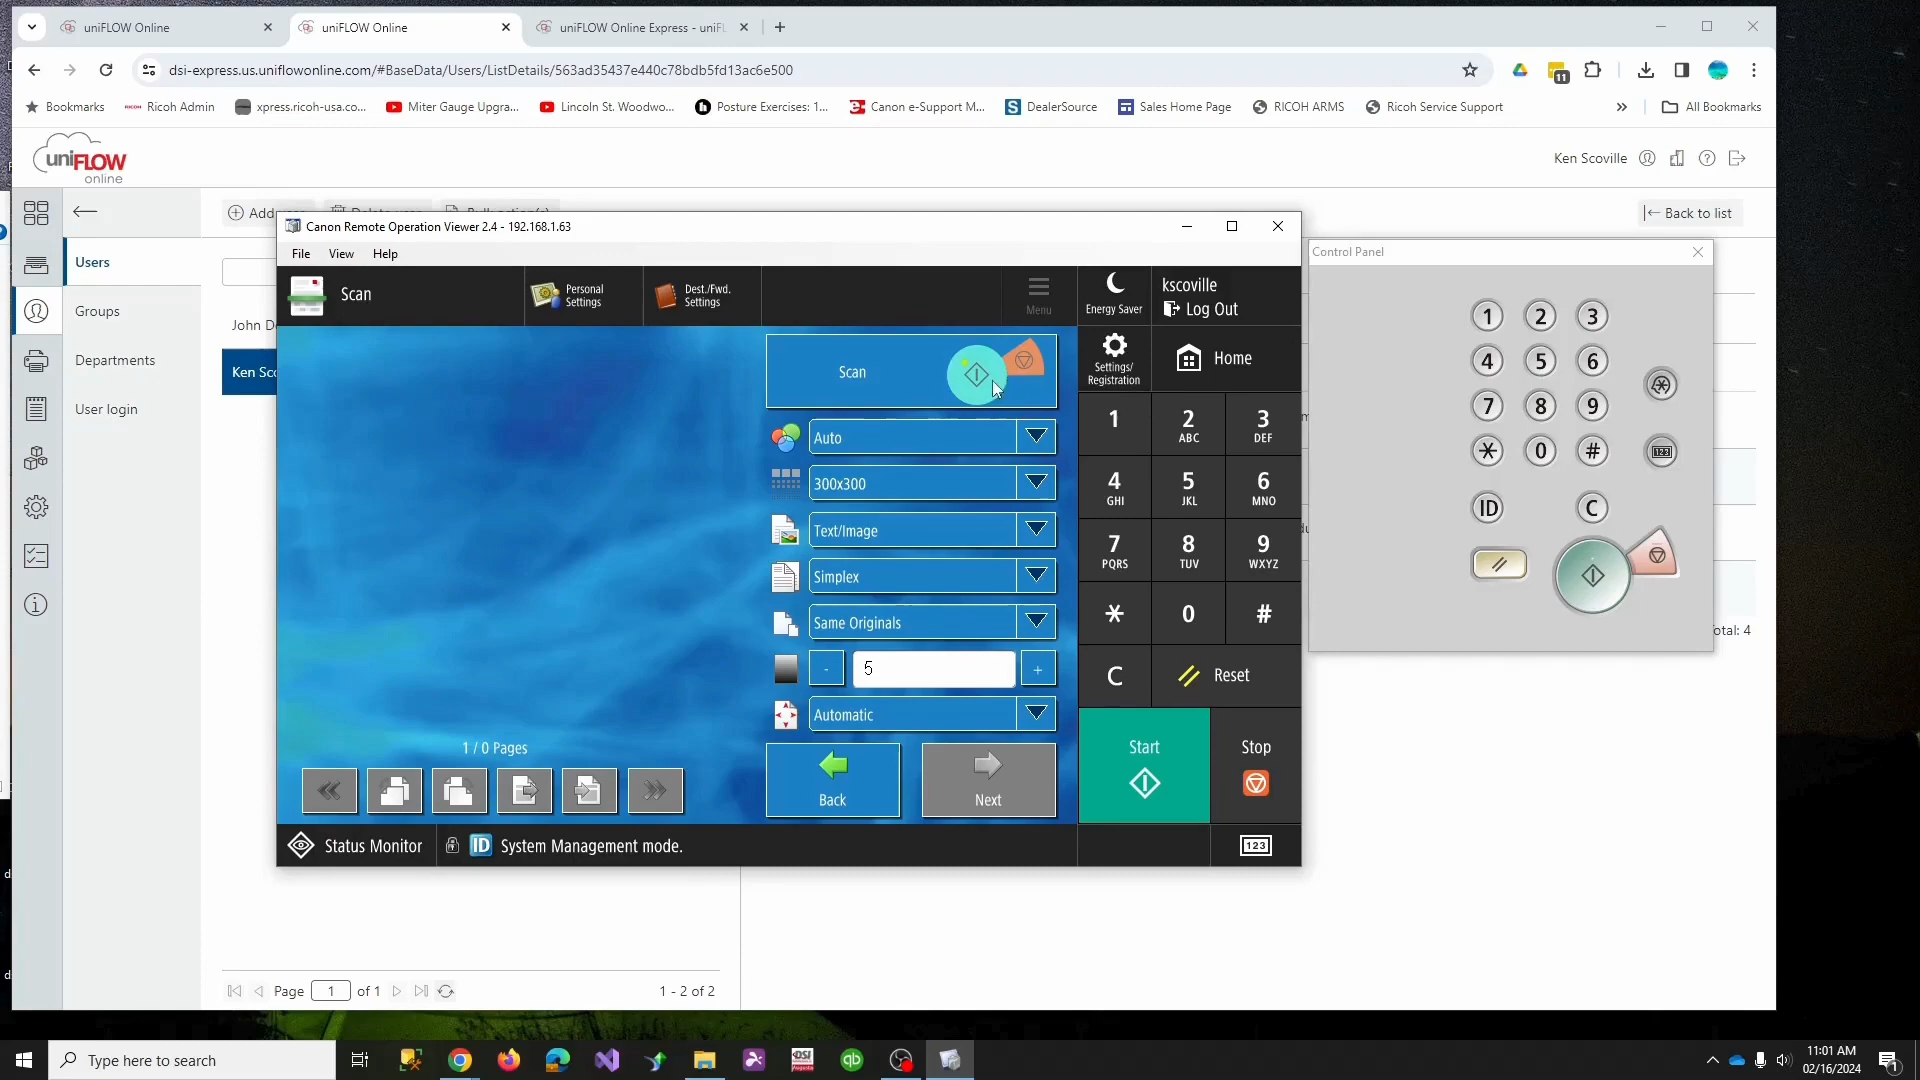 uniFLOW Online
uniFLOW Online
uniFLOW Online Express - uniF
dsi-express.us.uniflowonline.com/#BaseData/Users/ListDetails/563ad35437e440c78bdb5fd13ac6e500
11
Bookmarks
Ricoh Admin
xpress.ricoh-usa.co...
Miter Gauge Upgra...
Lincoln St. Woodwo...
Posture Exercises: 1...
Canon e-Support M...
DealerSource
Sales Home Page
RICOH ARMS
Ricoh Service Support
»
All Bookmarks
uniFLOW
online
Ken Scoville
Back to list
Users
Groups
Departments
User login
Add
John D
Ken Sc
Canon Remote Operation Viewer 2.4 - 192.168.1.63
File View Help
Scan
Personal
Settings
Dest./Fwd.
Settings
Menu
Energy Saver
kscoville
Log Out
Settings/
Registration
Home
Scan
Auto
300x300
Text/Image
Simplex
Same Originals
- 5 +
Automatic
1 / 0 Pages
Back
Next
1 2 3
ABC DEF
4 5 6
GHI JKL MNO
7 8 9
PQRS TUV WXYZ
* 0 #
C
Reset
Start
Stop
Status Monitor
ID System Management mode.
123
Control Panel
1 2 3
4 5 6
7 8 9
* 0 #
123
ID C
otal: 4
Page 1 of 1
1 - 2 of 2
Type here to search
DSI
qb
11:01 AM
02/16/2024
1